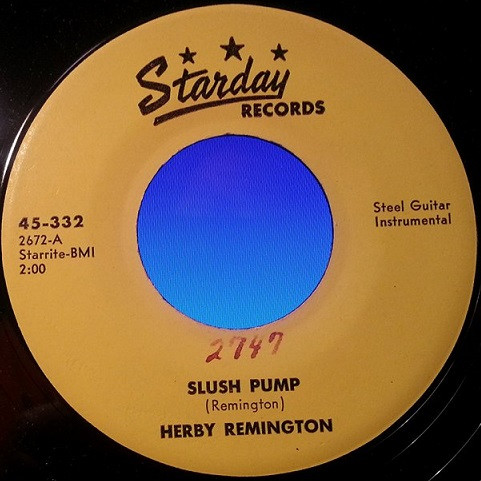 Starday
RECORDS
45-332
2672-A
Starrite-BMI
2:00
Steel Guitar
Instrumental
2747
SLUSH PUMP
(Remington)
HERBY REMINGTON